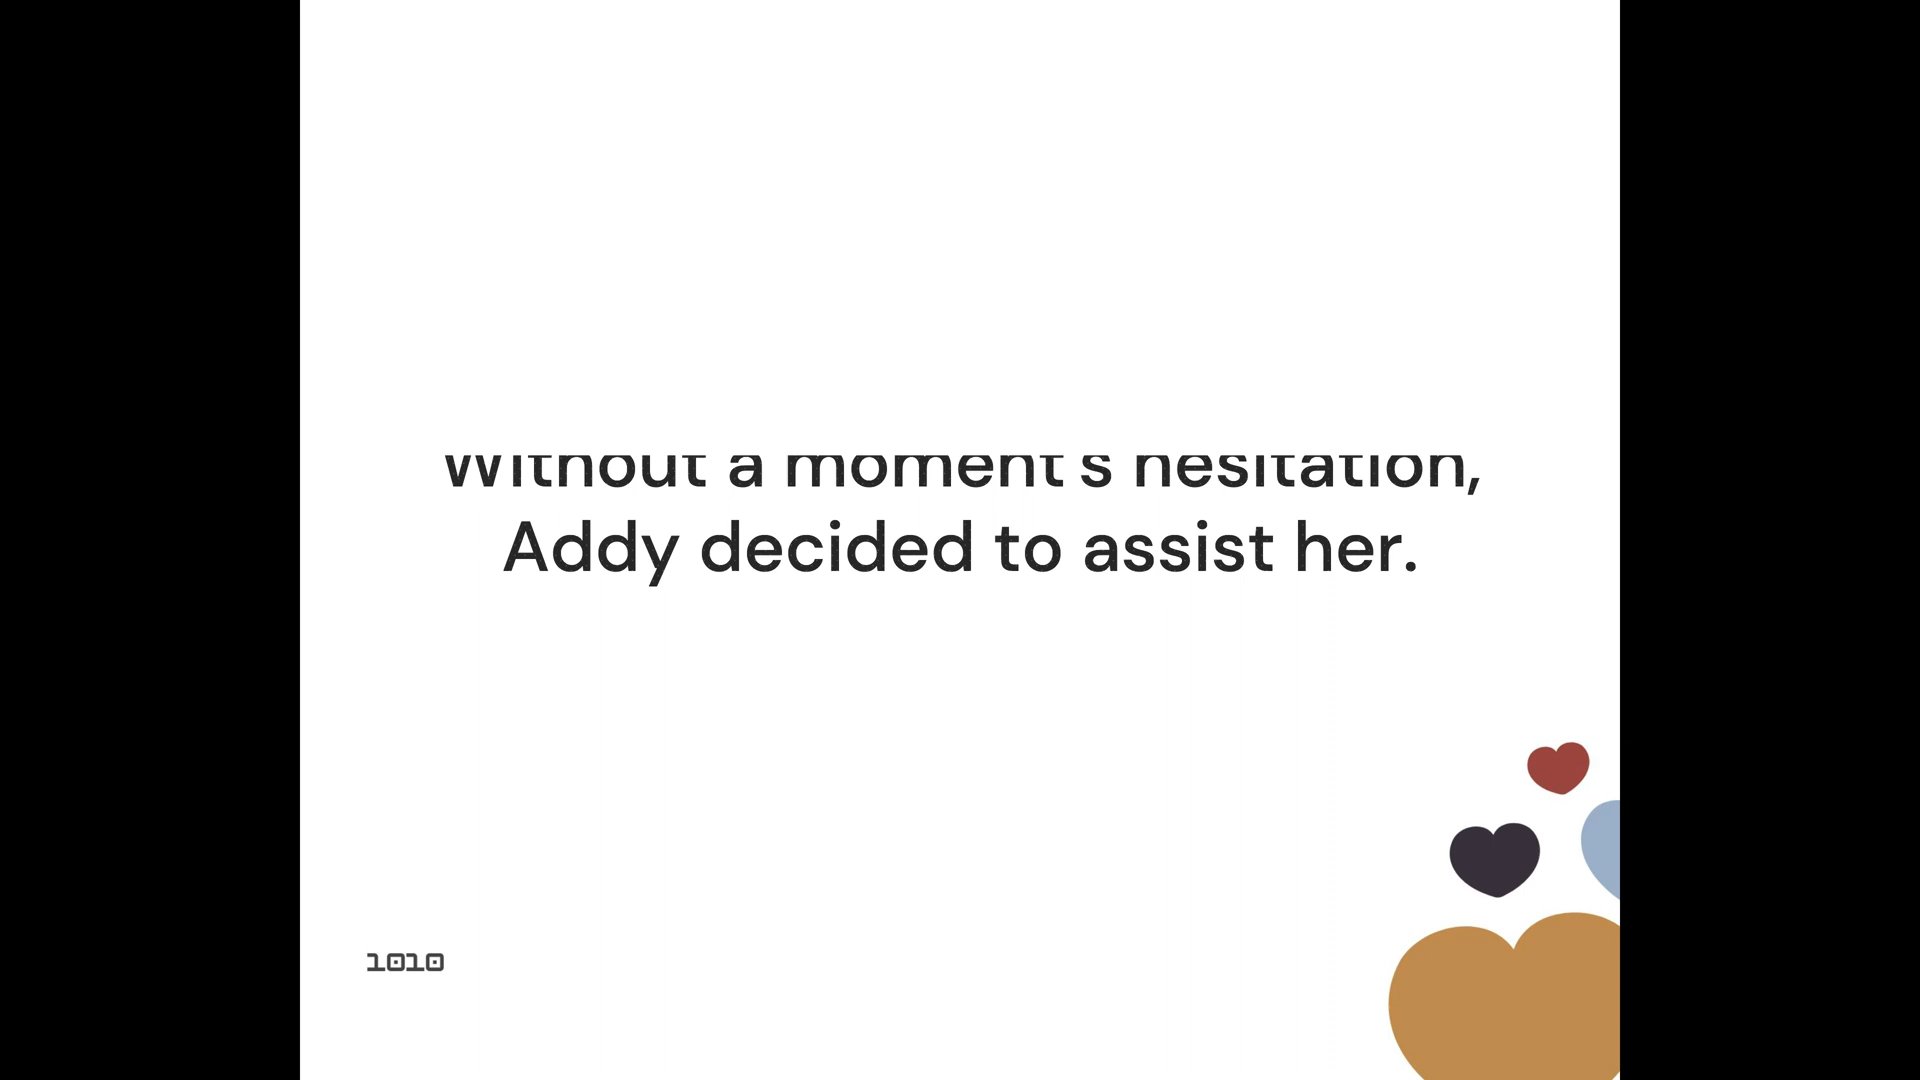 Without a moment's hesitation,
Addy decided to assist her.
1010